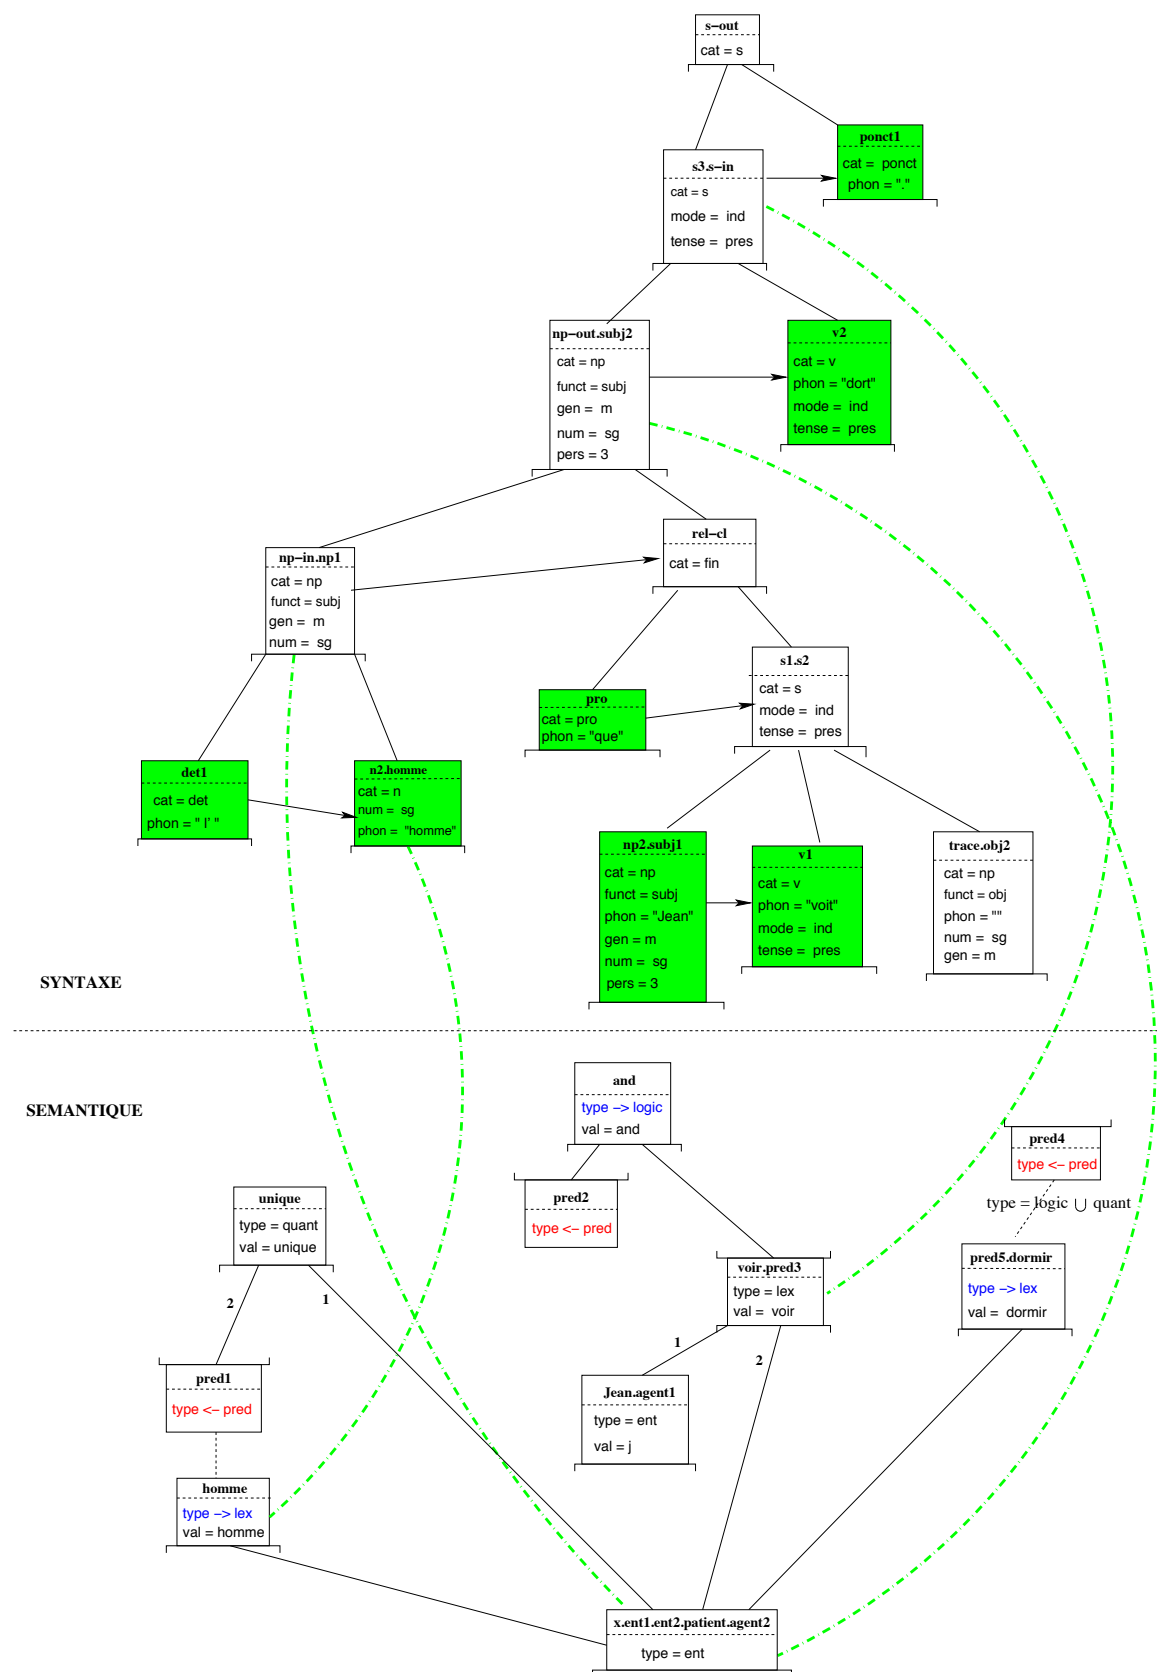 s–out
cat = s
ponct1
cat = ponct
phon = "."
s3.s–in
cat = s
mode = ind
tense = pres
np–out.subj2
cat = np
funct = subj
gen = m
num = sg
pers = 3
v2
cat = v
phon = "dort"
mode = ind
tense = pres
rel–cl
cat = fin
np–in.np1
cat = np
funct = subj
gen = m
num = sg
s1.s2
cat = s
mode = ind
tense = pres
pro
cat = pro
phon = "que"
det1
cat = det
phon = " l' "
n2.homme
cat = n
num = sg
phon = "homme"
np2.subj1
cat = np
funct = subj
phon = "Jean"
gen = m
num = sg
pers = 3
v1
cat = v
phon = "voit"
mode = ind
tense = pres
trace.obj2
cat = np
funct = obj
phon = ""
num = sg
gen = m
SYNTAXE
SEMANTIQUE
and
type –> logic
val = and
pred4
type <– pred
type = logic ∪ quant
unique
type = quant
val = unique
pred2
type <– pred
voir.pred3
type = lex
val = voir
pred5.dormir
type –> lex
val = dormir
2
1
1
2
pred1
type <– pred
Jean.agent1
type = ent
val = j
homme
type –> lex
val = homme
x.ent1.ent2.patient.agent2
type = ent